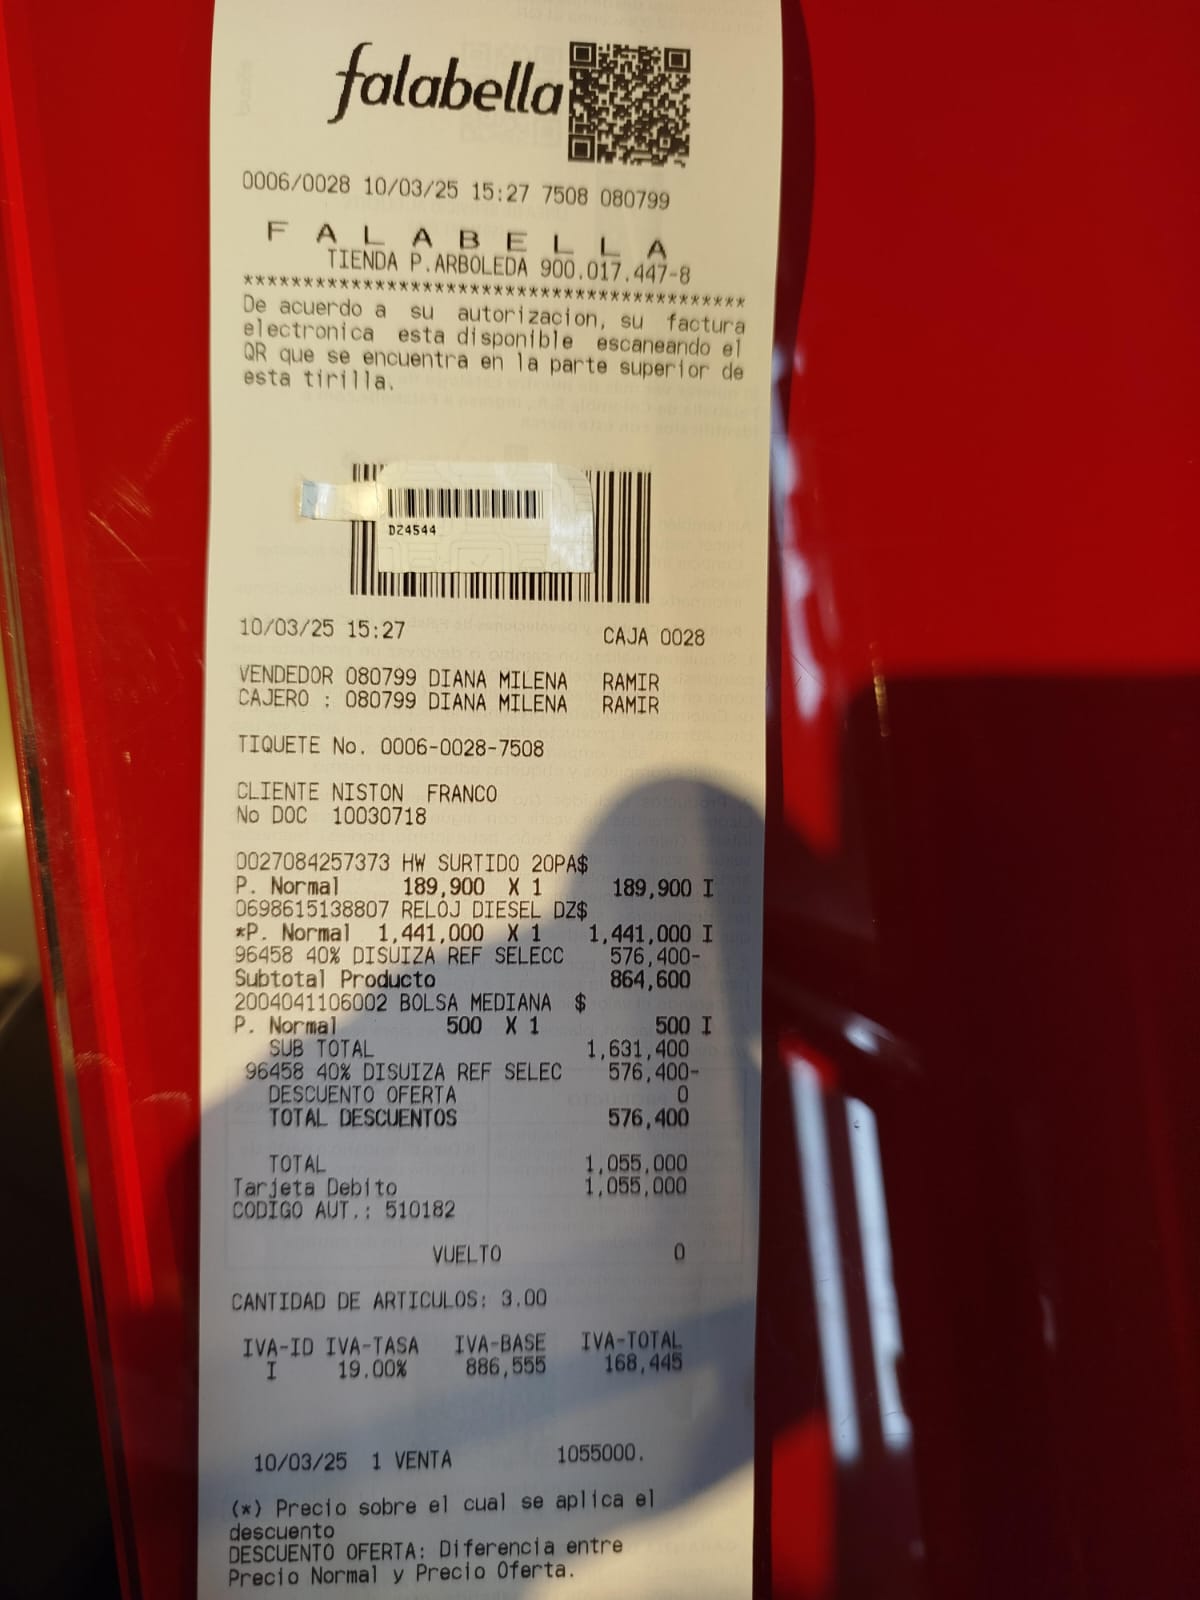 falabella
0006/0028 10/03/25 15:27 7508 080799
F A L A B E L L A
TIENDA P.ARBOLEDA 900.017.447-8
******************************************
De acuerdo a su autorizacion, su factura
electronica esta disponible escaneando el
QR que se encuentra en la parte superior de
esta tirilla.
DZ4544
10/03/25 15:27 CAJA 0028
VENDEDOR 080799 DIANA MILENA RAMIR
CAJERO : 080799 DIANA MILENA RAMIR
TIQUETE No. 0006-0028-7508
CLIENTE NISTON FRANCO
No DOC 10030718
0027084257373 HW SURTIDO 20PA$
P. Normal 189,900 X 1 189,900 I
0698615138807 RELOJ DIESEL DZ$
*P. Normal 1,441,000 X 1 1,441,000 I
96458 40% DISUIZA REF SELECC 576,400-
Subtotal Producto 864,600
2004041106002 BOLSA MEDIANA $
P. Normal 500 X 1 500 I
SUB TOTAL 1,631,400
96458 40% DISUIZA REF SELEC 576,400-
DESCUENTO OFERTA 0
TOTAL DESCUENTOS 576,400
TOTAL 1,055,000
Tarjeta Debito 1,055,000
CODIGO AUT.: 510182
VUELTO 0
CANTIDAD DE ARTICULOS: 3.00
IVA-ID IVA-TASA IVA-BASE IVA-TOTAL
I 19.00% 886,555 168,445
10/03/25 1 VENTA 1055000.
(*) Precio sobre el cual se aplica el
descuento
DESCUENTO OFERTA: Diferencia entre
Precio Normal y Precio Oferta.